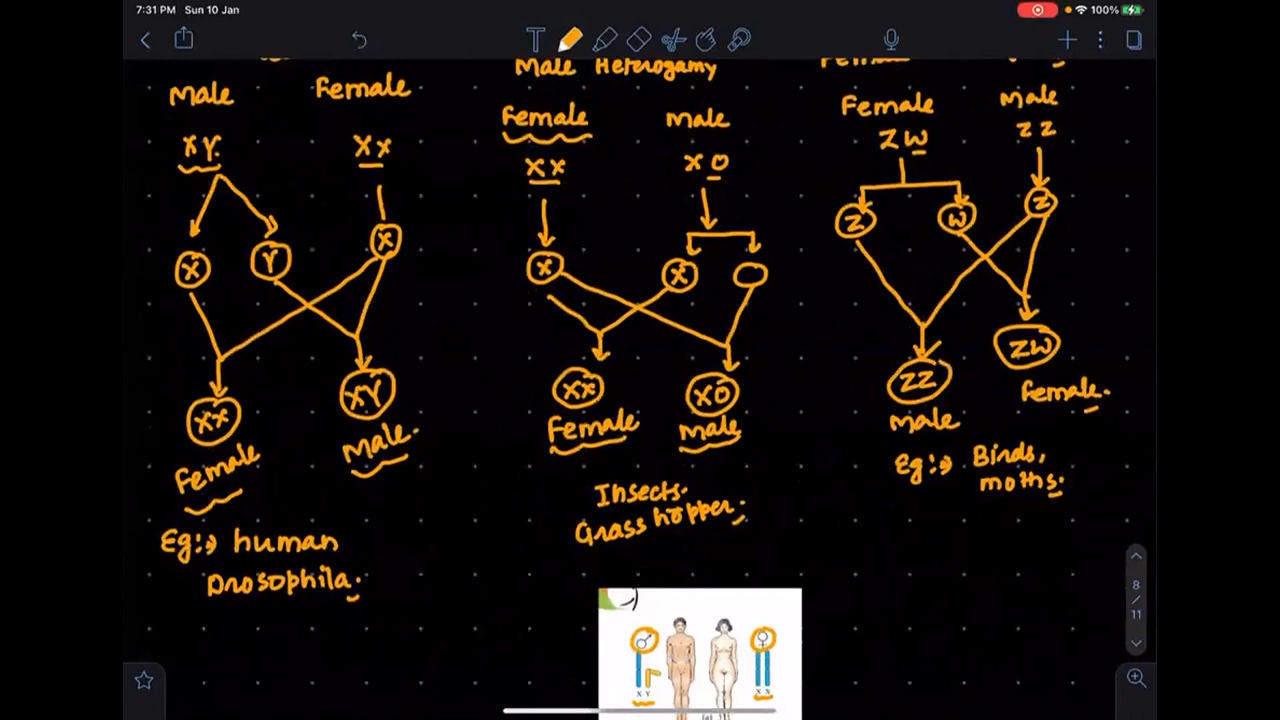 7:31 PM Sun 10 Jan
100%
Male Female
XY Xx
X Y X
XX XY
Female Male.
Eg:→ human
Drosophila.
Male Heterogamy
Female Male
XX XO
X X
XX XO
Female Male
Insects.
Grass hopper.
Female Male
ZW ZZ
Z W Z
ZZ ZW
Male Female.
Eg:→ Birds,
moths.
8
/
11
X Y X X